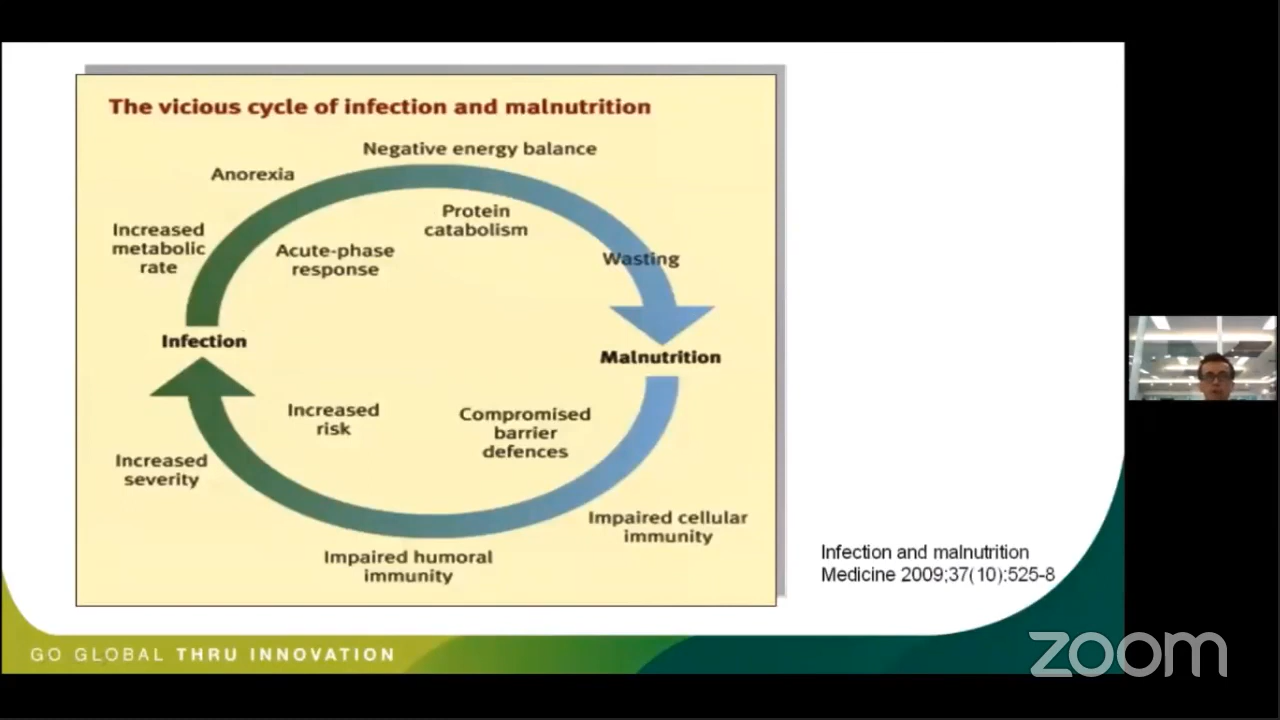 The vicious cycle of infection and malnutrition
Negative energy balance
Anorexia
Protein
catabolism
Increased
metabolic
rate
Acute-phase
response
Wasting
Infection
Malnutrition
Increased
risk
Compromised
barrier
defences
Increased
severity
Impaired cellular
immunity
Impaired humoral
immunity
Infection and malnutrition
Medicine 2009;37(10):525-8
GO GLOBAL THRU INNOVATION
zoom